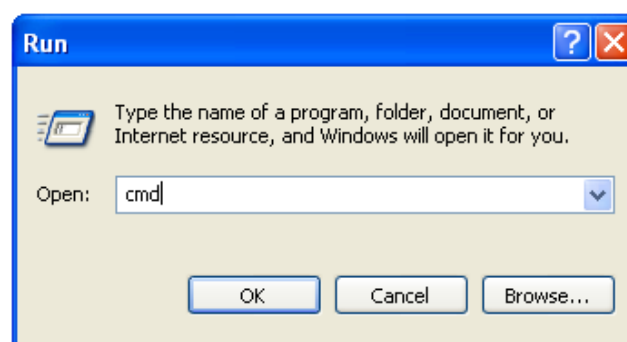 Run
Type the name of a program, folder, document, or
Internet resource, and Windows will open it for you.
Open: cmd
OK Cancel Browse...